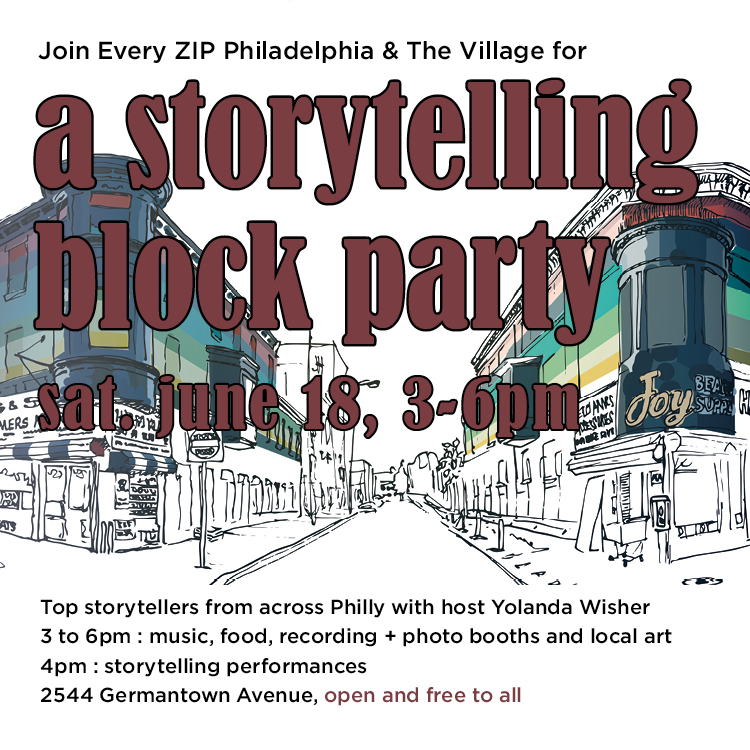 Join Every ZIP Philadelphia & The Village for
a storytelling
block party
sat. june 18, 3-6pm
Joy
BEAUTY
SUPPLY
Top storytellers from across Philly with host Yolanda Wisher
3 to 6pm : music, food, recording + photo booths and local art
4pm : storytelling performances
2544 Germantown Avenue, open and free to all